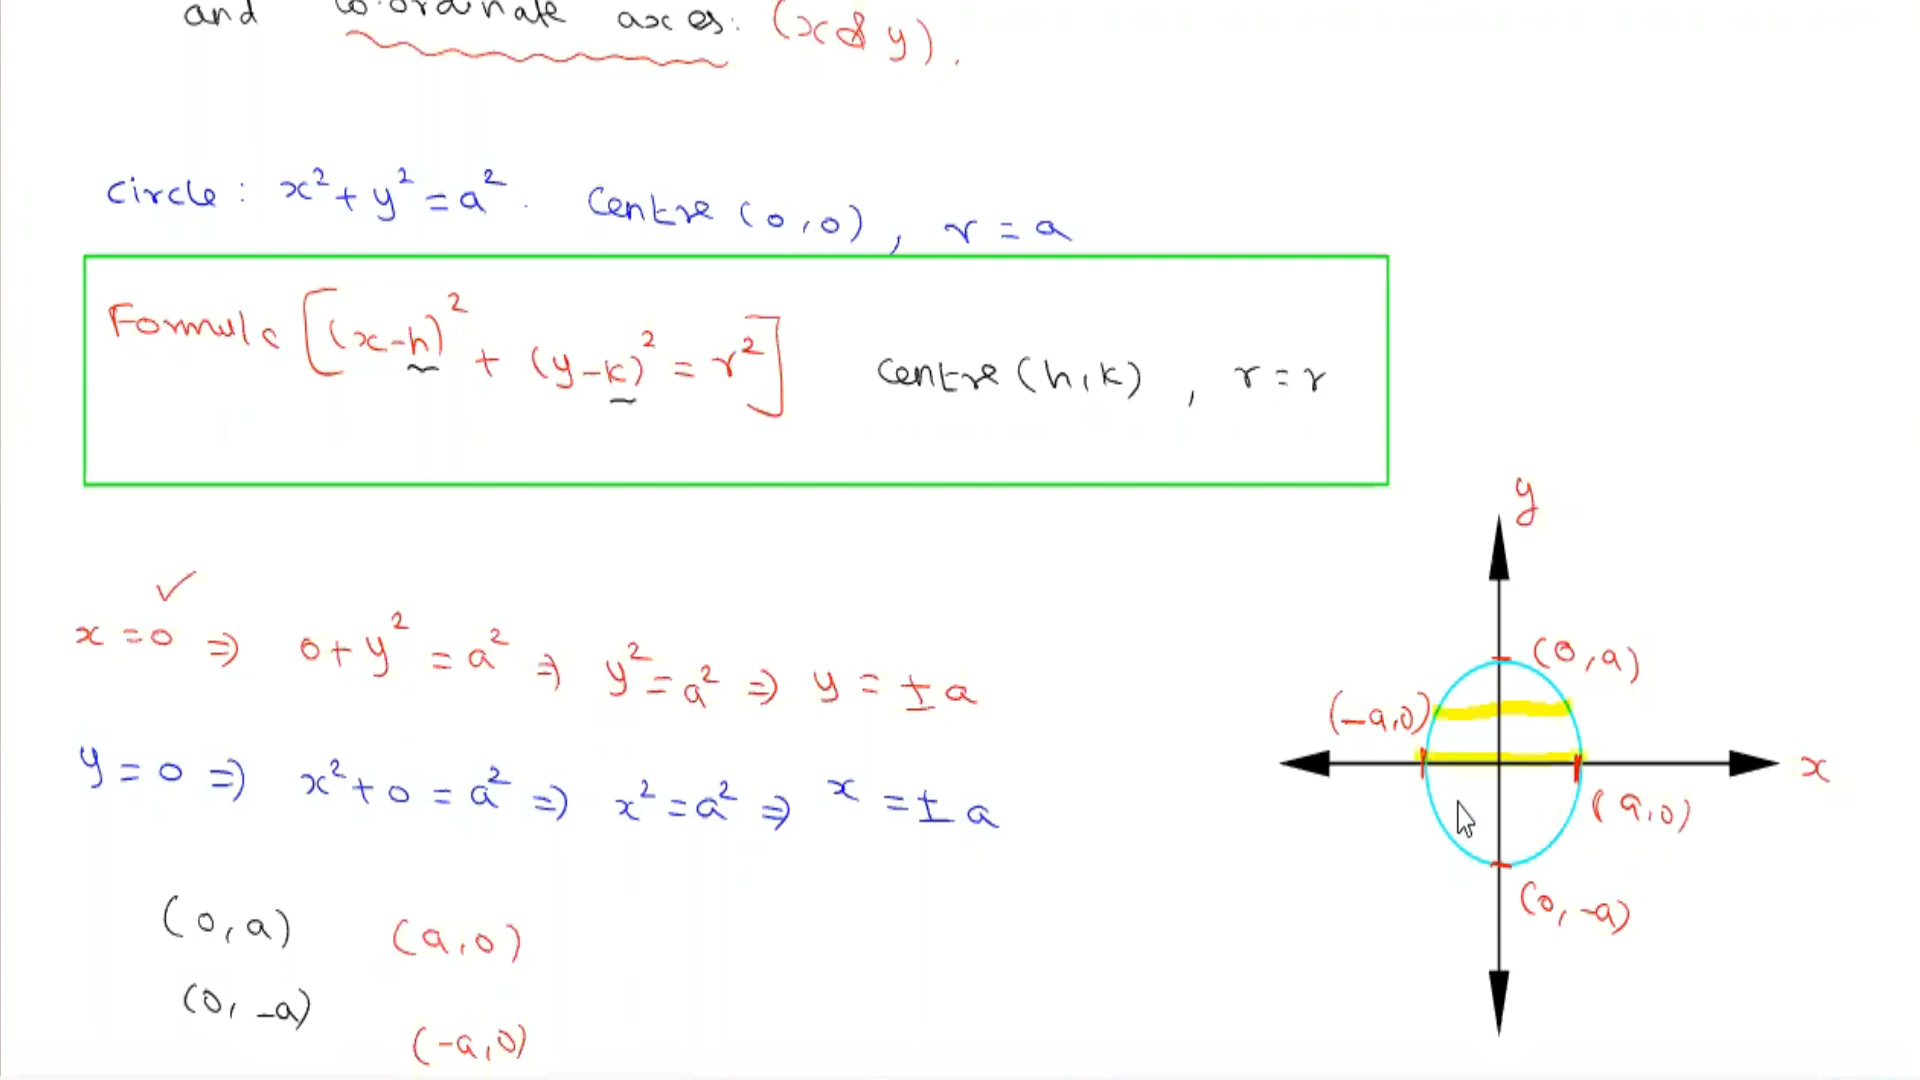 and co-ordinate axes: (x & y).
circle: x² + y² = a². Centre (0,0), r = a
Formula [(x-h)² + (y-k)² = r²] Centre (h,k), r = r
✓
x = 0 ⇒ 0 + y² = a² ⇒ y² = a² ⇒ y = ± a
y = 0 ⇒ x² + 0 = a² ⇒ x² = a² ⇒ x = ± a
(0,a) (a,0)
(0,-a) (-a,0)
y
(0,a)
(-a,0)
x
(a,0)
(0,-a)